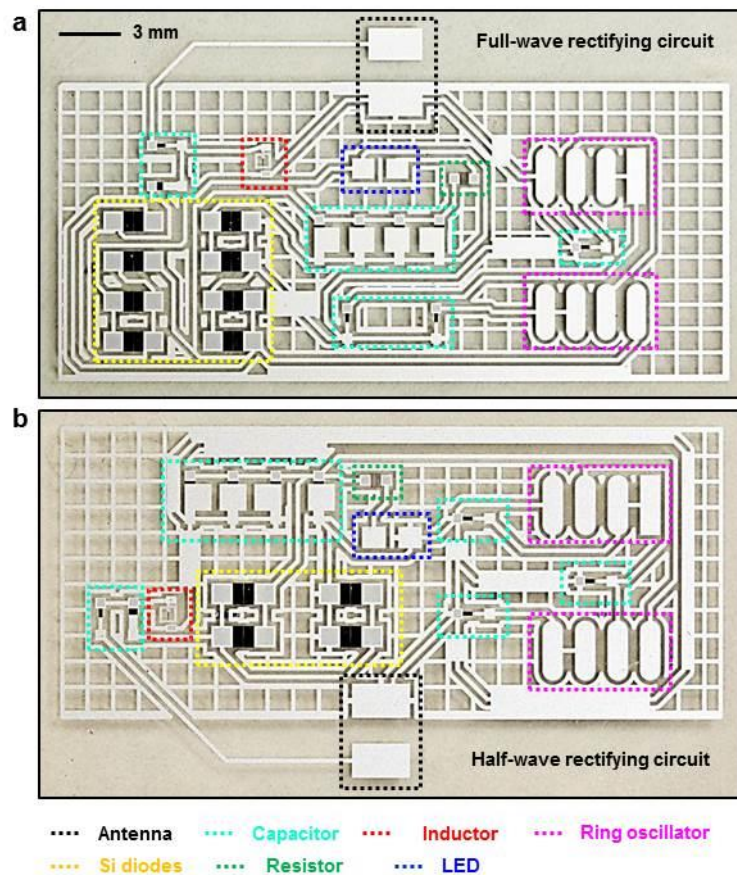 a
3 mm
Full-wave rectifying circuit
b
Half-wave rectifying circuit
Antenna
Capacitor
Inductor
Ring oscillator
Si diodes
Resistor
LED